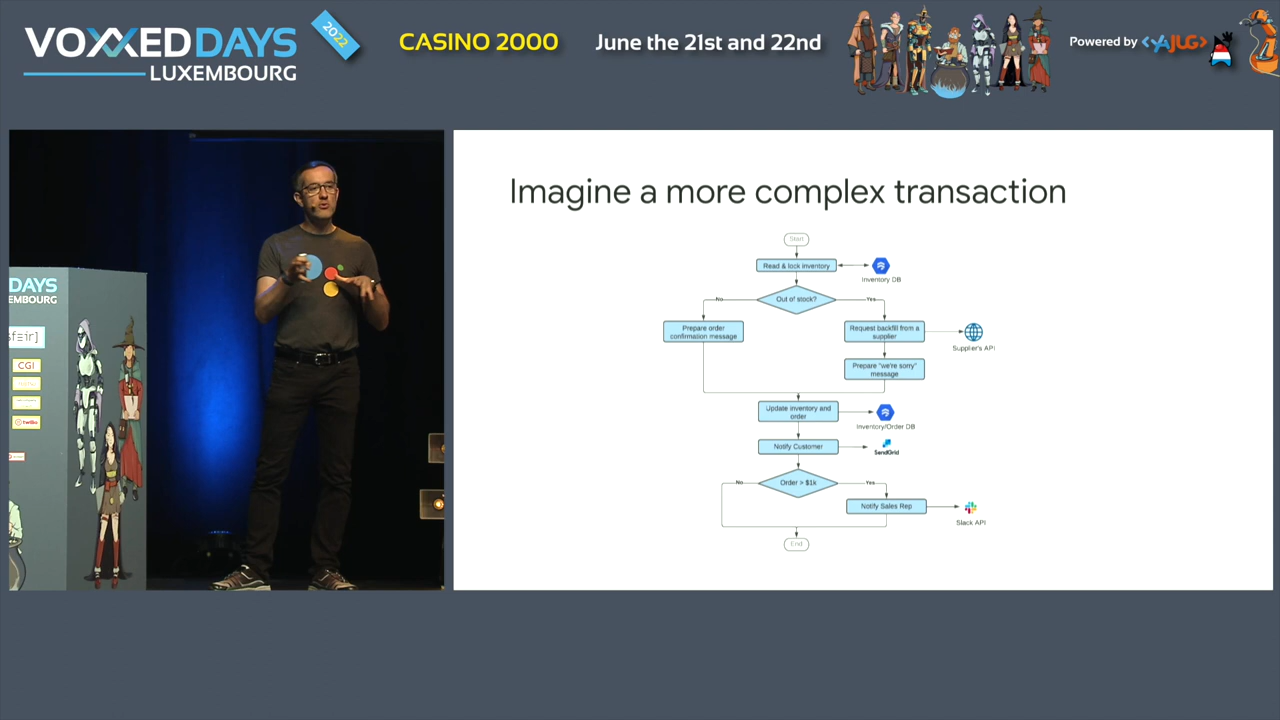 VOXXEDDAYS
LUXEMBOURG
2022
CASINO 2000
June the 21st and 22nd
Powered by <YAJUG>
DAYS
EMBOURG
CGI
Imagine a more complex transaction
Start
Read & lock inventory
Inventory DB
Out of stock?
No
Yes
Prepare order
confirmation message
Request backfill from a
supplier
Supplier's API
Prepare "we're sorry"
message
Update inventory and
order
Inventory/Order DB
Notify Customer
SendGrid
Order > $1k
No
Yes
Notify Sales Rep
Slack API
End